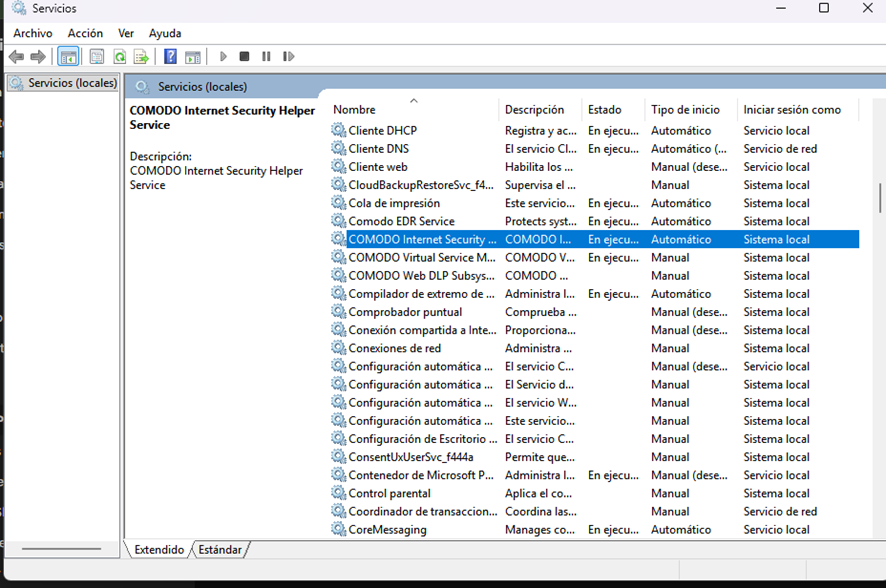 Servicios
Archivo Acción Ver Ayuda
Servicios (locales)
Servicios (locales)
COMODO Internet Security Helper
Service
Descripción:
COMODO Internet Security Helper
Service
Nombre Descripción Estado Tipo de inicio Iniciar sesión como
Cliente DHCP Registra y ac... En ejecu... Automático Servicio local
Cliente DNS El servicio Cl... En ejecu... Automático (... Servicio de red
Cliente web Habilita los ... Manual (dese... Servicio local
CloudBackupRestoreSvc_f4... Supervisa el ... Manual Sistema local
Cola de impresión Este servicio... En ejecu... Automático Sistema local
Comodo EDR Service Protects syst... En ejecu... Automático Sistema local
COMODO Internet Security ... COMODO I... En ejecu... Automático Sistema local
COMODO Virtual Service M... COMODO V... En ejecu... Manual Sistema local
COMODO Web DLP Subsys... COMODO ... Manual Sistema local
Compilador de extremo de ... Administra l... En ejecu... Automático Sistema local
Comprobador puntual Comprueba ... Manual (dese... Sistema local
Conexión compartida a Inte... Proporciona... Manual (dese... Sistema local
Conexiones de red Administra ... Manual Sistema local
Configuración automática ... El servicio C... Manual (dese... Servicio local
Configuración automática ... El Servicio d... Manual Sistema local
Configuración automática ... El servicio W... Manual Sistema local
Configuración automática ... Este servicio... Manual Sistema local
Configuración de Escritorio ... El servicio C... Manual Sistema local
ConsentUxUserSvc_f444a Permite que... Manual Sistema local
Contenedor de Microsoft P... Administra l... En ejecu... Manual (dese... Servicio local
Control parental Aplica el co... Manual Sistema local
Coordinador de transaccion... Coordina las... Manual Servicio de red
CoreMessaging Manages co... En ejecu... Automático Servicio local
Extendido Estándar